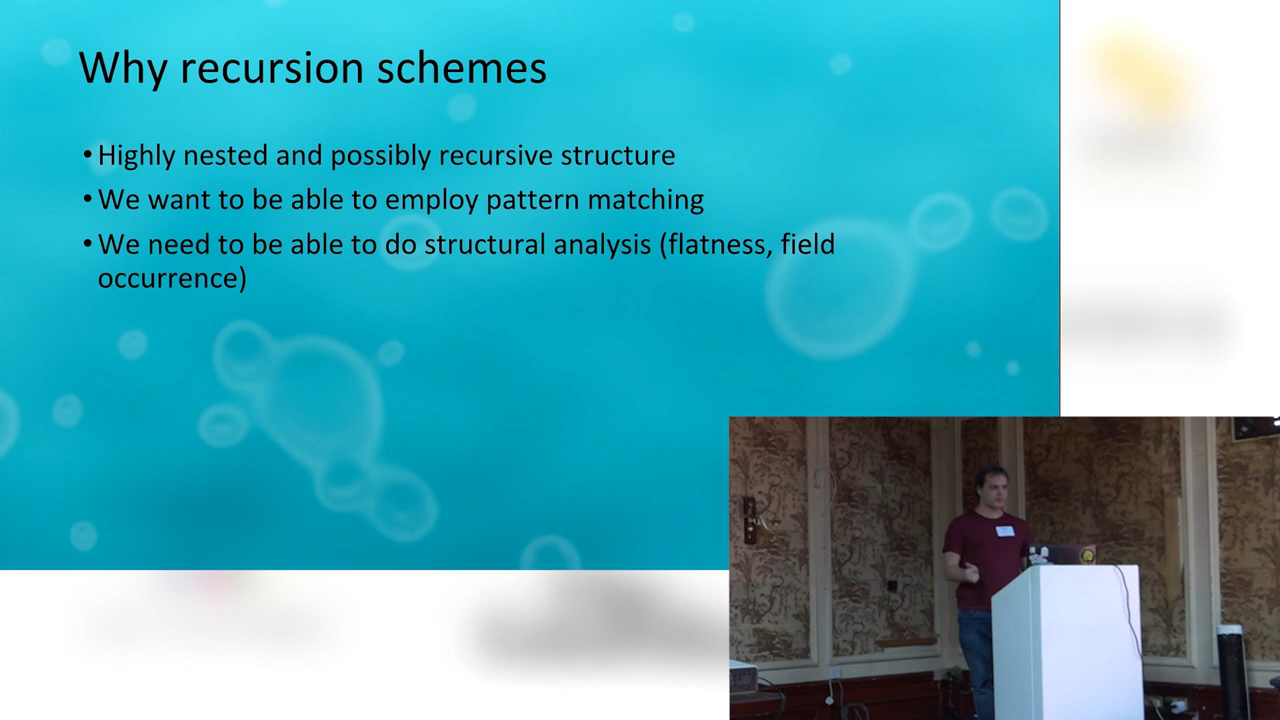 Why recursion schemes
• Highly nested and possibly recursive structure
• We want to be able to employ pattern matching
• We need to be able to do structural analysis (flatness, field
occurrence)